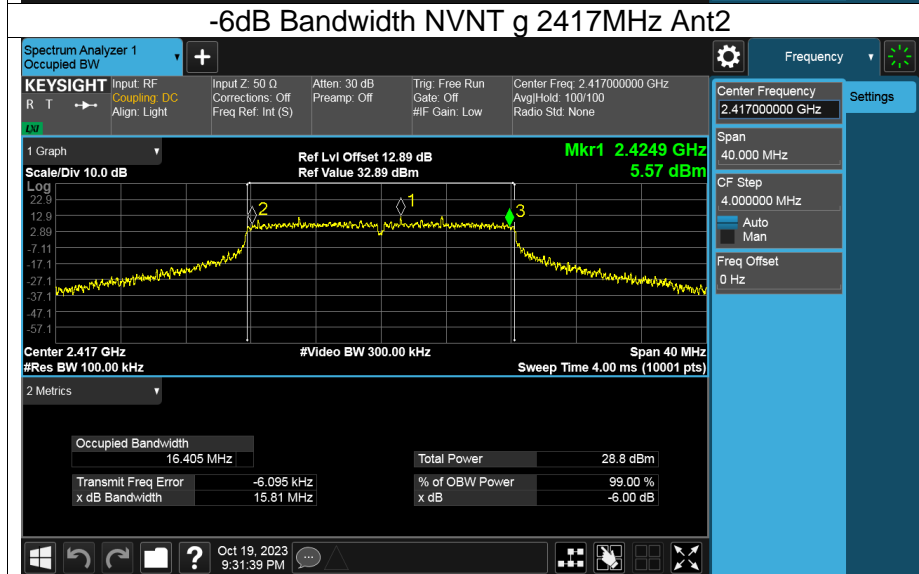 -6dB Bandwidth NVNT g 2417MHz Ant2
Spectrum Analyzer 1
Occupied BW
+
Frequency
KEYSIGHT
R T
LXI
Input: RF
Coupling: DC
Align: Light
Input Z: 50 Ω
Corrections: Off
Freq Ref: Int (S)
Atten: 30 dB
Preamp: Off
Trig: Free Run
Gate: Off
#IF Gain: Low
Center Freq: 2.417000000 GHz
Avg|Hold: 100/100
Radio Std: None
Center Frequency
2.417000000 GHz
Settings
Span
40.000 MHz
CF Step
4.000000 MHz
Auto
Man
Freq Offset
0 Hz
1 Graph
Scale/Div 10.0 dB
Ref Lvl Offset 12.89 dB
Ref Value 32.89 dBm
Mkr1 2.4249 GHz
5.57 dBm
Log
22.9
12.9
2.89
-7.11
-17.1
-27.1
-37.1
-47.1
-57.1
2
1
3
Center 2.417 GHz
#Video BW 300.00 kHz
Span 40 MHz
#Res BW 100.00 kHz
Sweep Time 4.00 ms (10001 pts)
2 Metrics
Occupied Bandwidth
16.405 MHz
Total Power 28.8 dBm
Transmit Freq Error -6.095 kHz
% of OBW Power 99.00 %
x dB Bandwidth 15.81 MHz
x dB -6.00 dB
?
Oct 19, 2023
9:31:39 PM